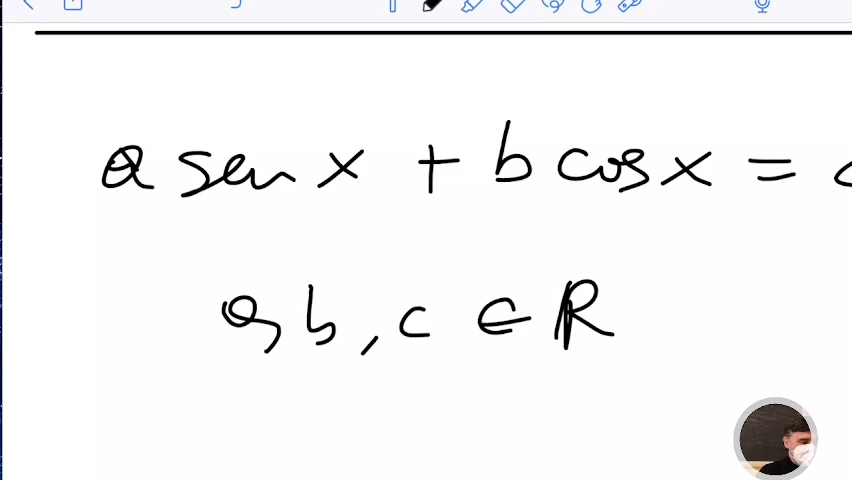 a sen x + b cos x = c
a, b, c ∈ R